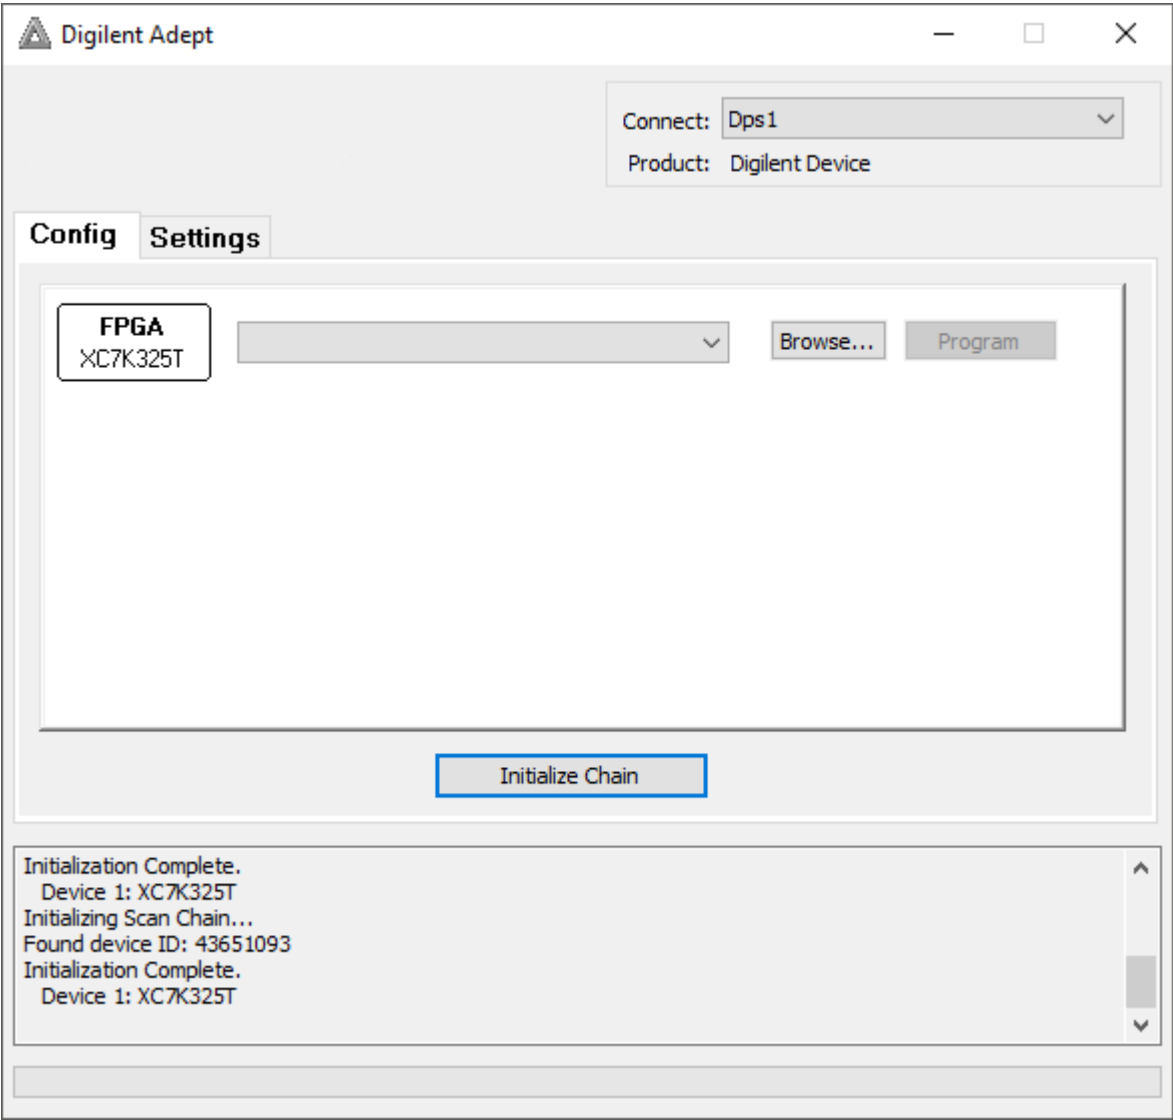 Digilent Adept
Connect: Dps1
Product: Digilent Device
Config Settings
FPGA
XC7K325T
Browse... Program
Initialize Chain
Initialization Complete.
Device 1: XC7K325T
Initializing Scan Chain...
Found device ID: 43651093
Initialization Complete.
Device 1: XC7K325T